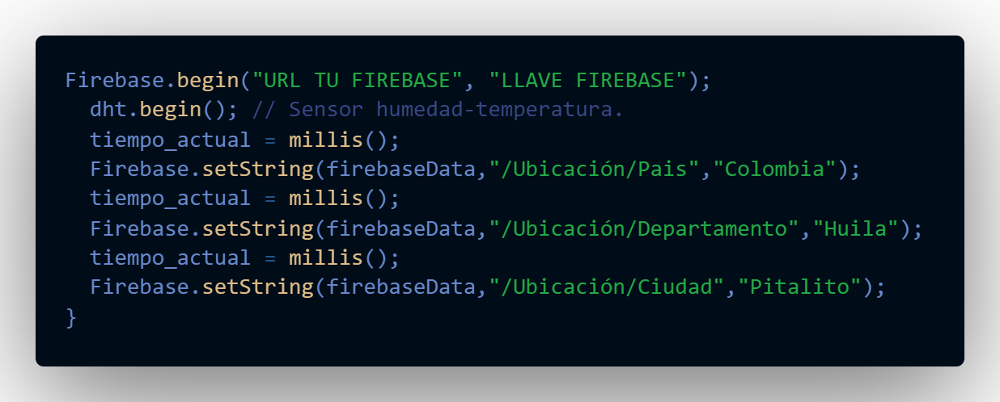 Firebase.begin("URL TU FIREBASE", "LLAVE FIREBASE");
  dht.begin(); // Sensor humedad-temperatura.
  tiempo_actual = millis();
  Firebase.setString(firebaseData,"/Ubicación/Pais","Colombia");
  tiempo_actual = millis();
  Firebase.setString(firebaseData,"/Ubicación/Departamento","Huila");
  tiempo_actual = millis();
  Firebase.setString(firebaseData,"/Ubicación/Ciudad","Pitalito");
}